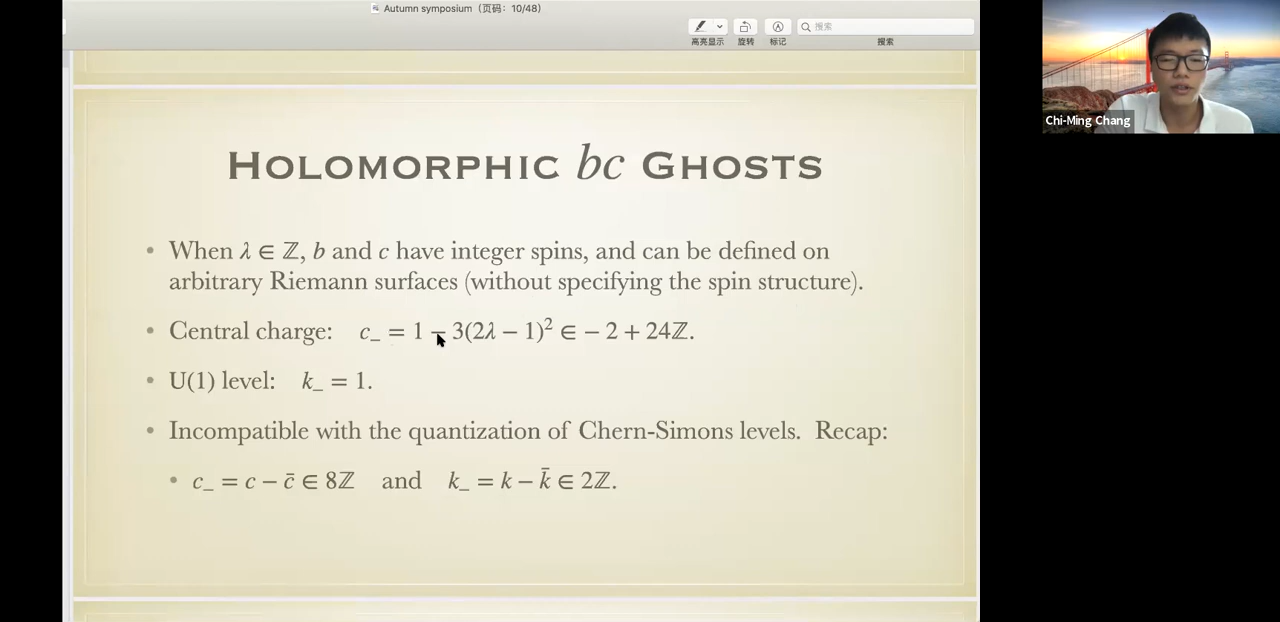 Autumn symposium（页码：10/48）
搜索
高亮显示 旋转 标记 搜索
HOLOMORPHIC bc GHOSTS
• When λ ∈ ℤ, b and c have integer spins, and can be defined on
arbitrary Riemann surfaces (without specifying the spin structure).
• Central charge: c₋ = 1 − 3(2λ − 1)² ∈ − 2 + 24ℤ.
• U(1) level: k₋ = 1.
• Incompatible with the quantization of Chern-Simons levels. Recap:
• c₋ = c − c̄ ∈ 8ℤ and k₋ = k − k̄ ∈ 2ℤ.
Chi-Ming Chang